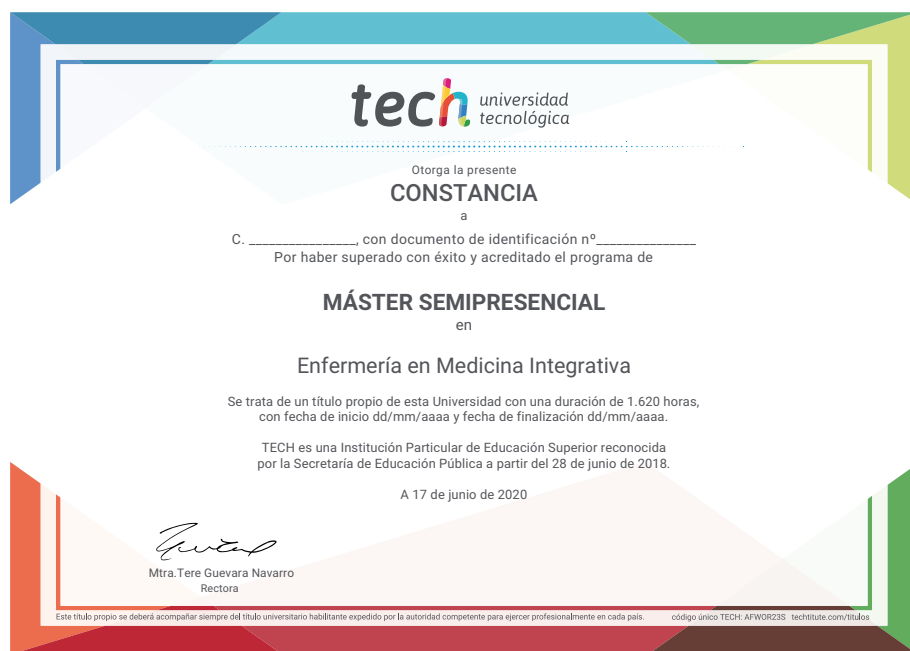 tech universidad
tecnológica
Otorga la presente
CONSTANCIA
a
C. ________________, con documento de identificación nº_______________
Por haber superado con éxito y acreditado el programa de
MÁSTER SEMIPRESENCIAL
en
Enfermería en Medicina Integrativa
Se trata de un título propio de esta Universidad con una duración de 1.620 horas,
con fecha de inicio dd/mm/aaaa y fecha de finalización dd/mm/aaaa.
TECH es una Institución Particular de Educación Superior reconocida
por la Secretaría de Educación Pública a partir del 28 de junio de 2018.
A 17 de junio de 2020
Mtra.Tere Guevara Navarro
Rectora
Este título propio se deberá acompañar siempre del título universitario habilitante expedido por la autoridad competente para ejercer profesionalmente en cada país. código único TECH: AFWOR23S techtitute.com/titulos